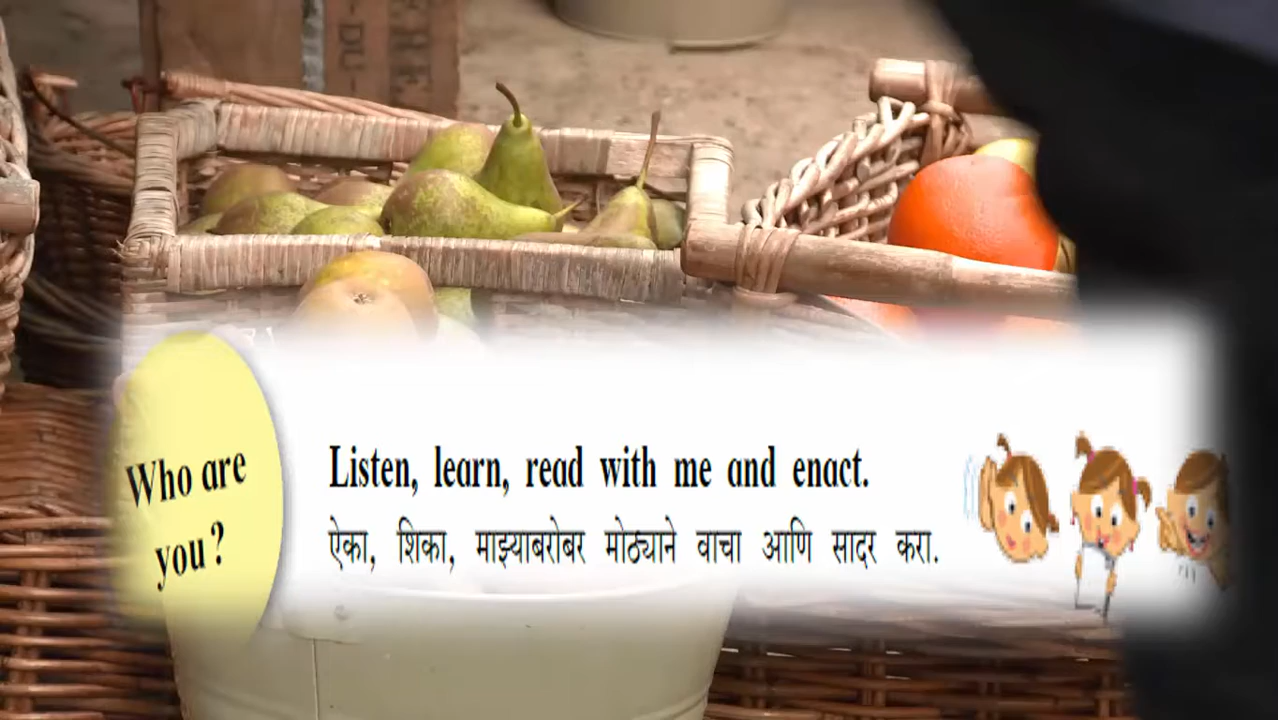 Who are
you?
Listen, learn, read with me and enact.
ऐका, शिका, माझ्याबरोबर मोठ्याने वाचा आणि सादर करा.